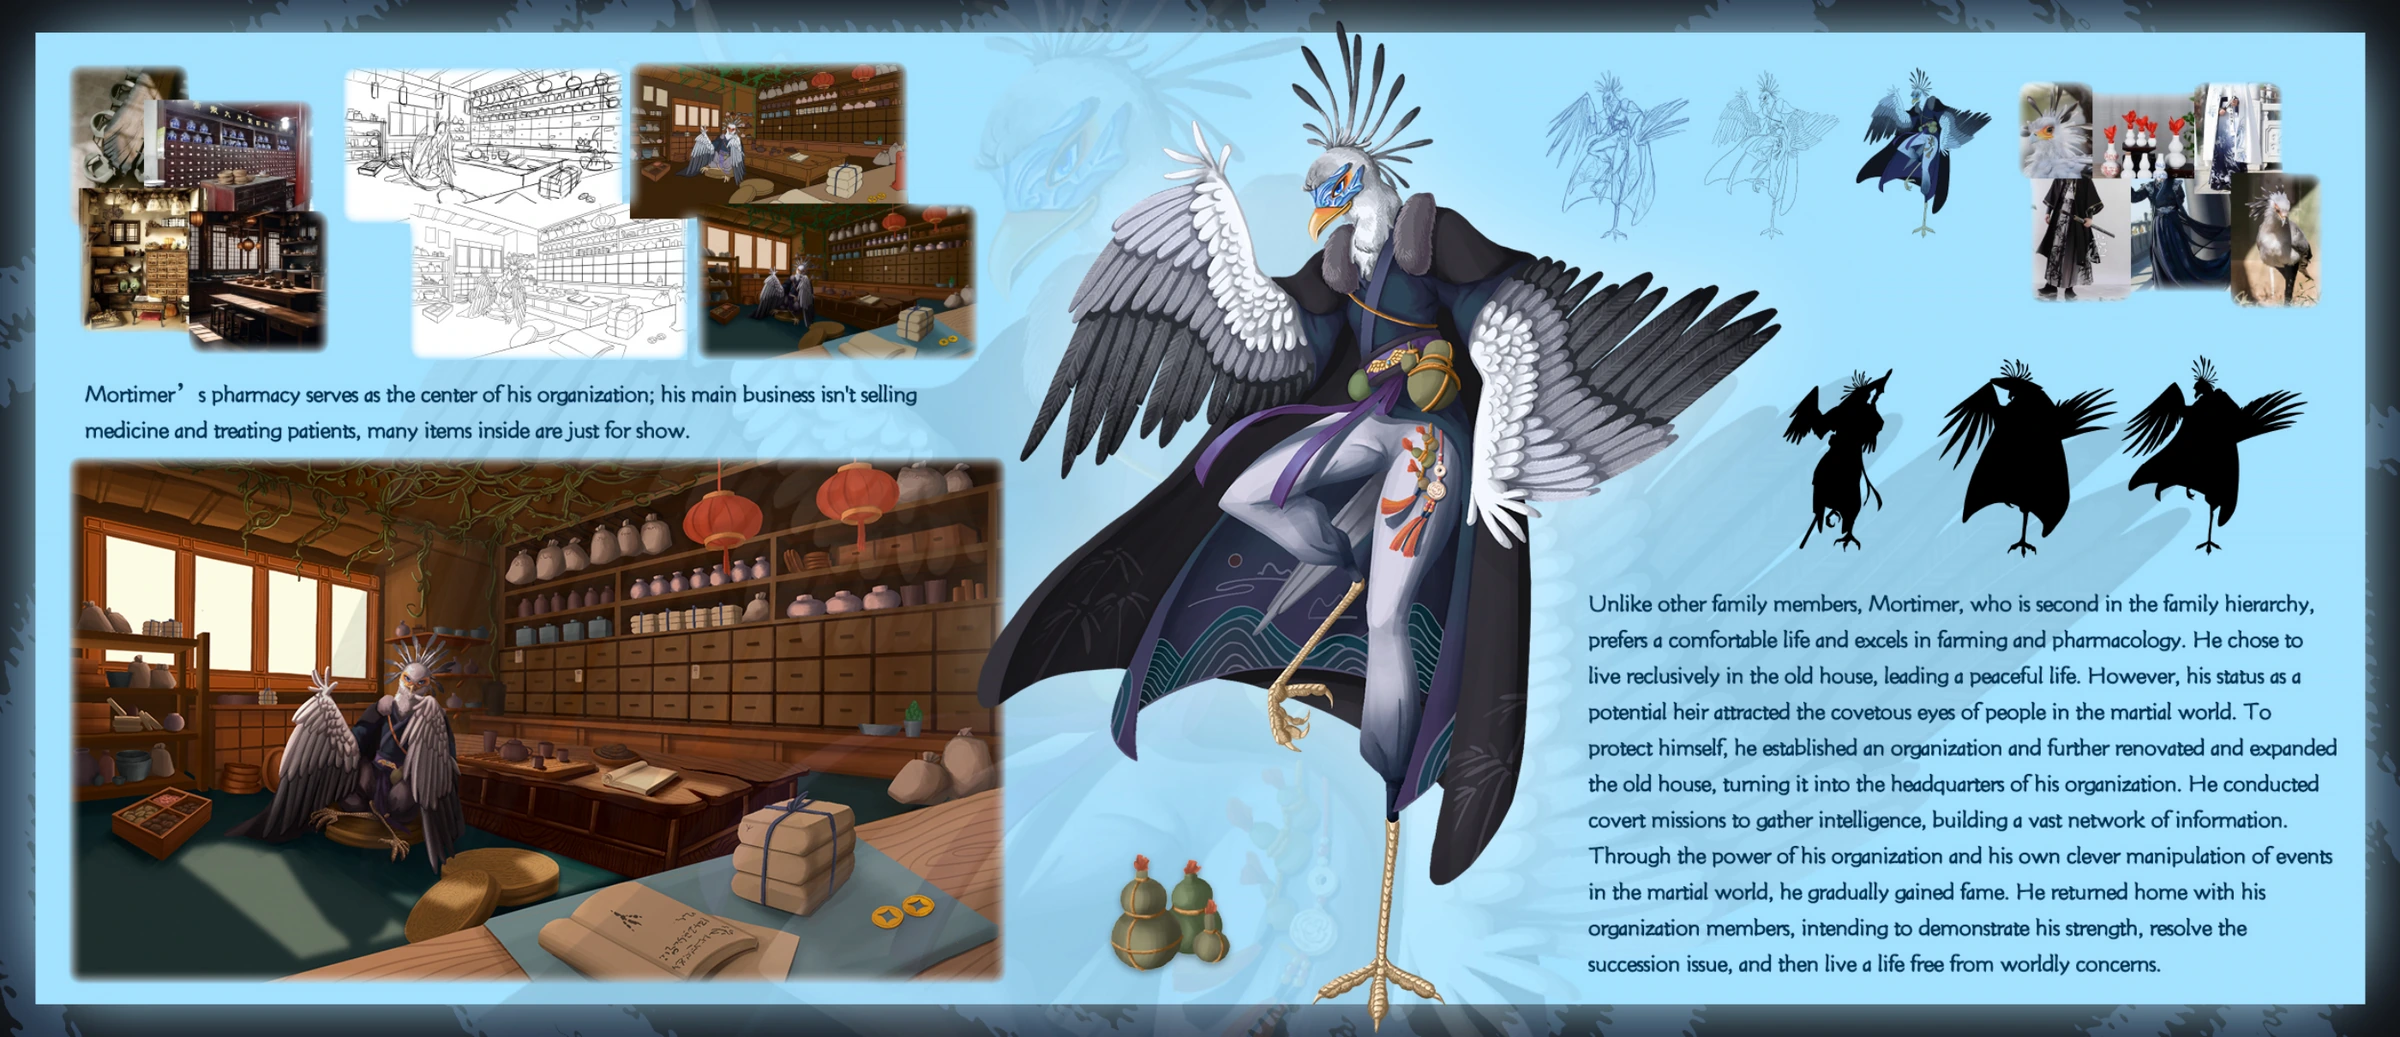 Mortimer’s pharmacy serves as the center of his organization; his main business isn't selling
medicine and treating patients, many items inside are just for show.
Unlike other family members, Mortimer, who is second in the family hierarchy,
prefers a comfortable life and excels in farming and pharmacology. He chose to
live reclusively in the old house, leading a peaceful life. However, his status as a
potential heir attracted the covetous eyes of people in the martial world. To
protect himself, he established an organization and further renovated and expanded
the old house, turning it into the headquarters of his organization. He conducted
covert missions to gather intelligence, building a vast network of information.
Through the power of his organization and his own clever manipulation of events
in the martial world, he gradually gained fame. He returned home with his
organization members, intending to demonstrate his strength, resolve the
succession issue, and then live a life free from worldly concerns.